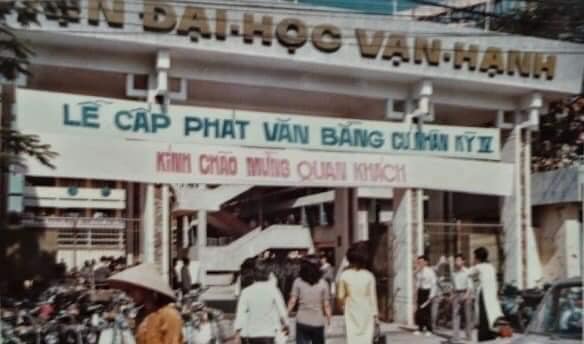 ĐẠI·HỌC VẠN·HẠNH
LỄ CẤP PHÁT VĂN BẰNG CỬ NHÂN KỲ IV
KÍNH CHÀO MỪNG QUAN KHÁCH